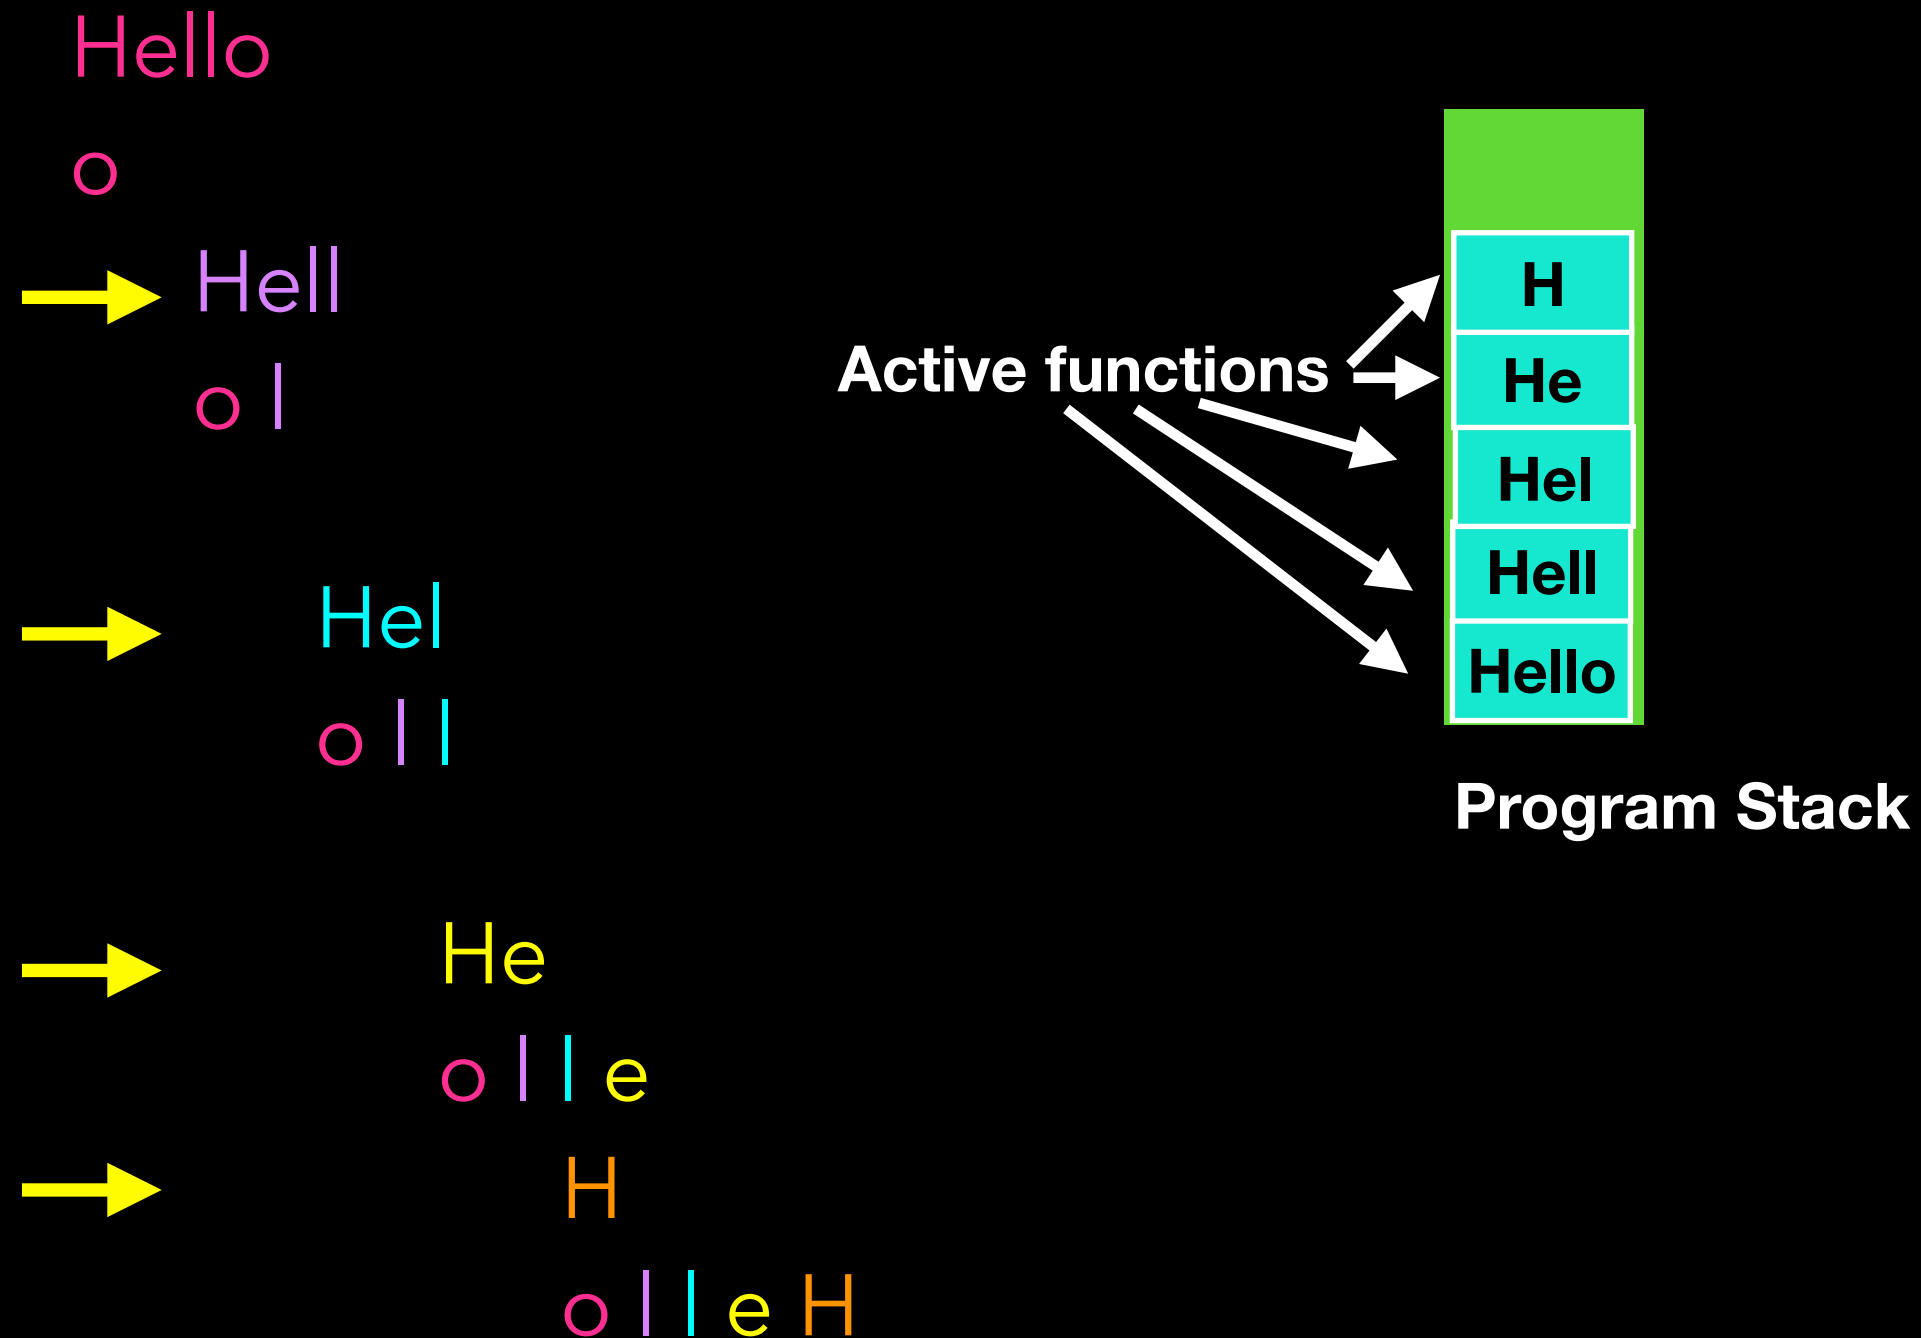 Hello
o
Hell
o l
Hel
o l l
He
o l l e
H
o l l e H
Active functions
H
He
Hel
Hell
Hello
Program Stack